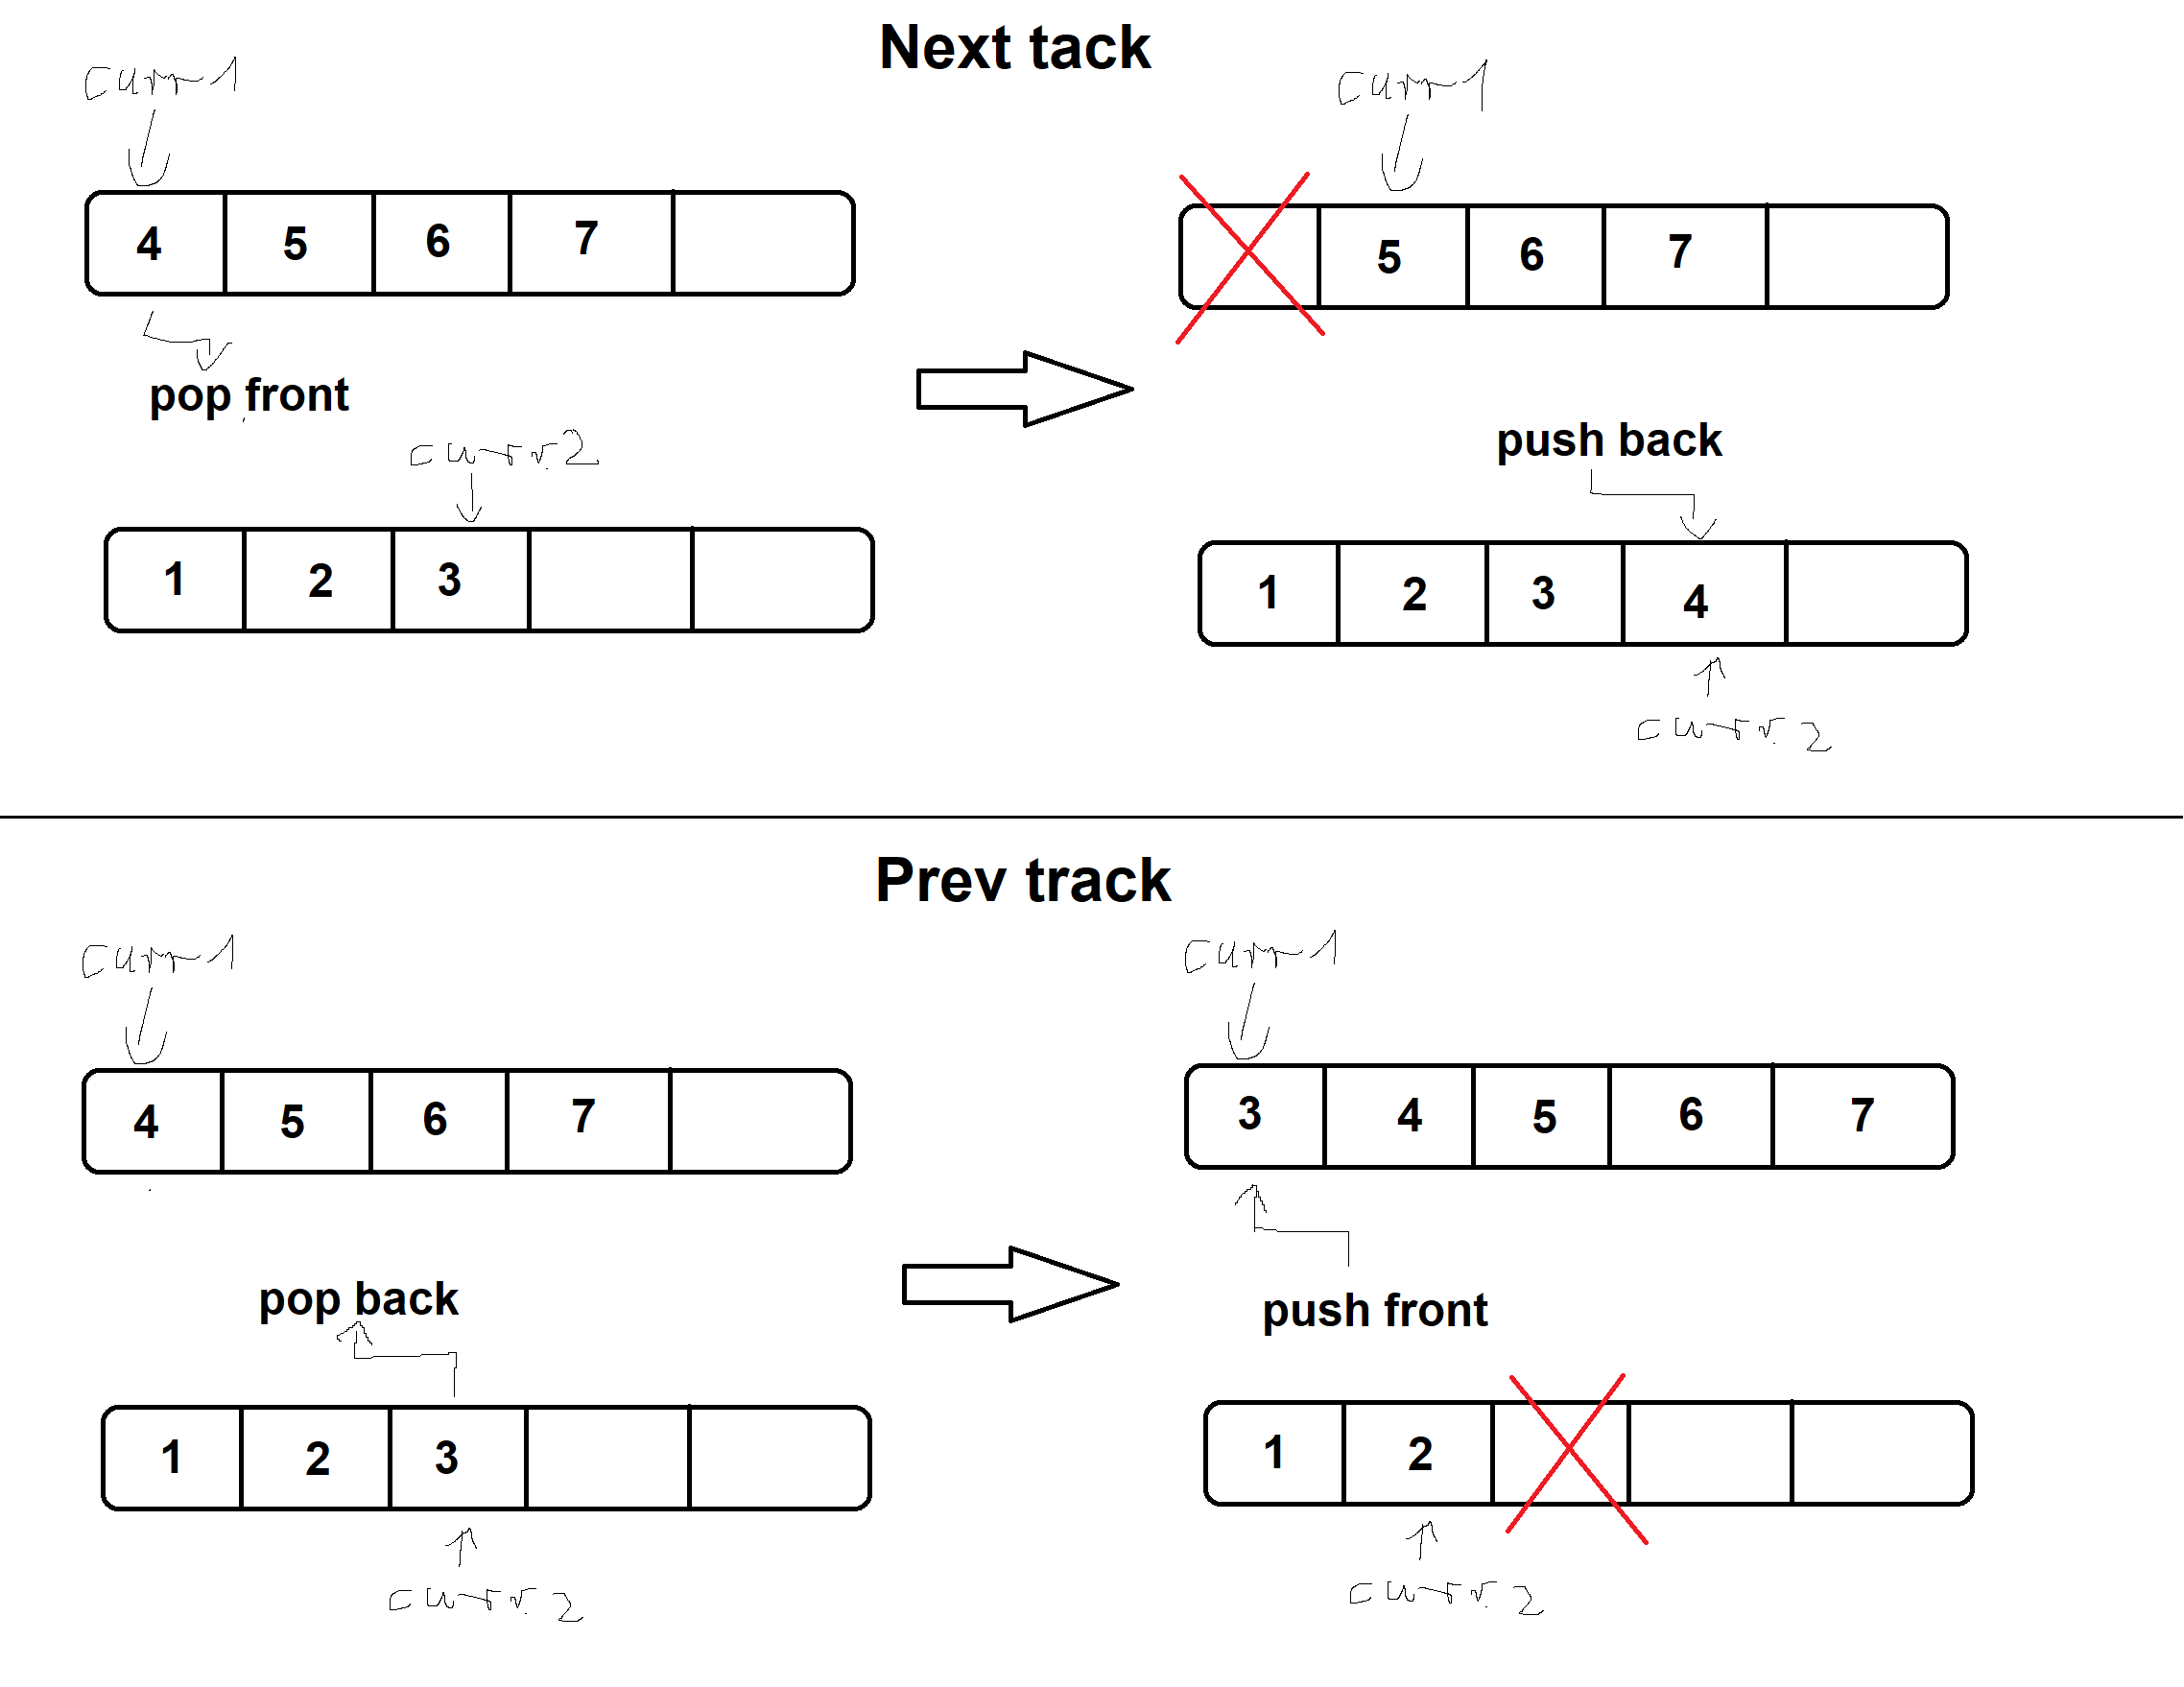 Next tack
curr1
curr1
4 5 6 7
5 6 7
pop front
push back
curr2
1 2 3
1 2 3 4
curr2
Prev track
curr1
curr1
4 5 6 7
3 4 5 6 7
pop back
push front
1 2 3
1 2
curr2
curr2